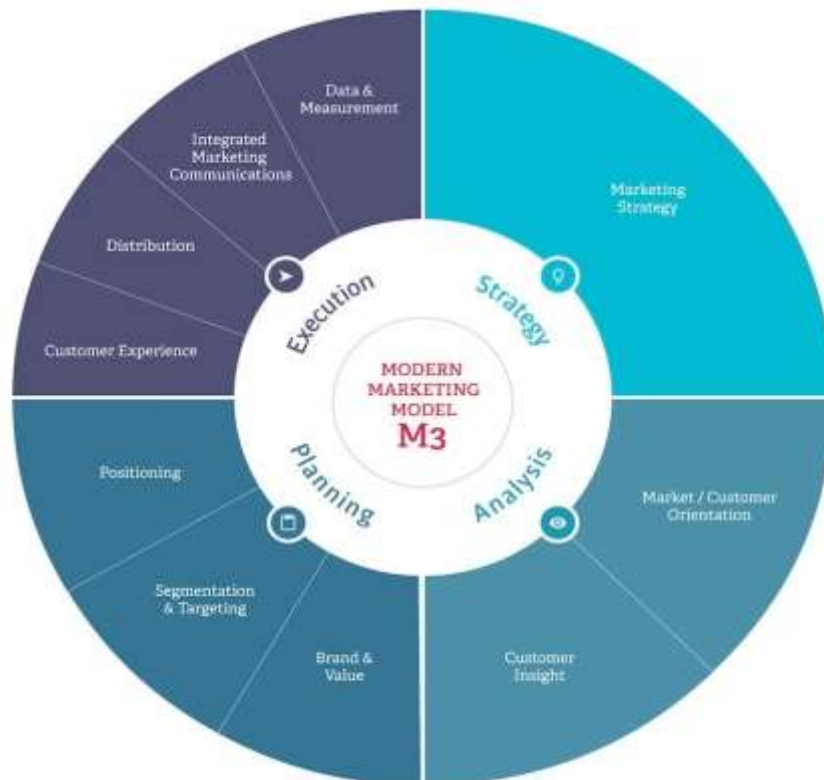 Data &
Measurement
Integrated
Marketing
Communications
Distribution
Customer Experience
Marketing
Strategy
Execution
Strategy
MODERN
MARKETING
MODEL
M3
Planning
Analysis
Positioning
Segmentation
& Targeting
Brand &
Value
Market / Customer
Orientation
Customer
Insight